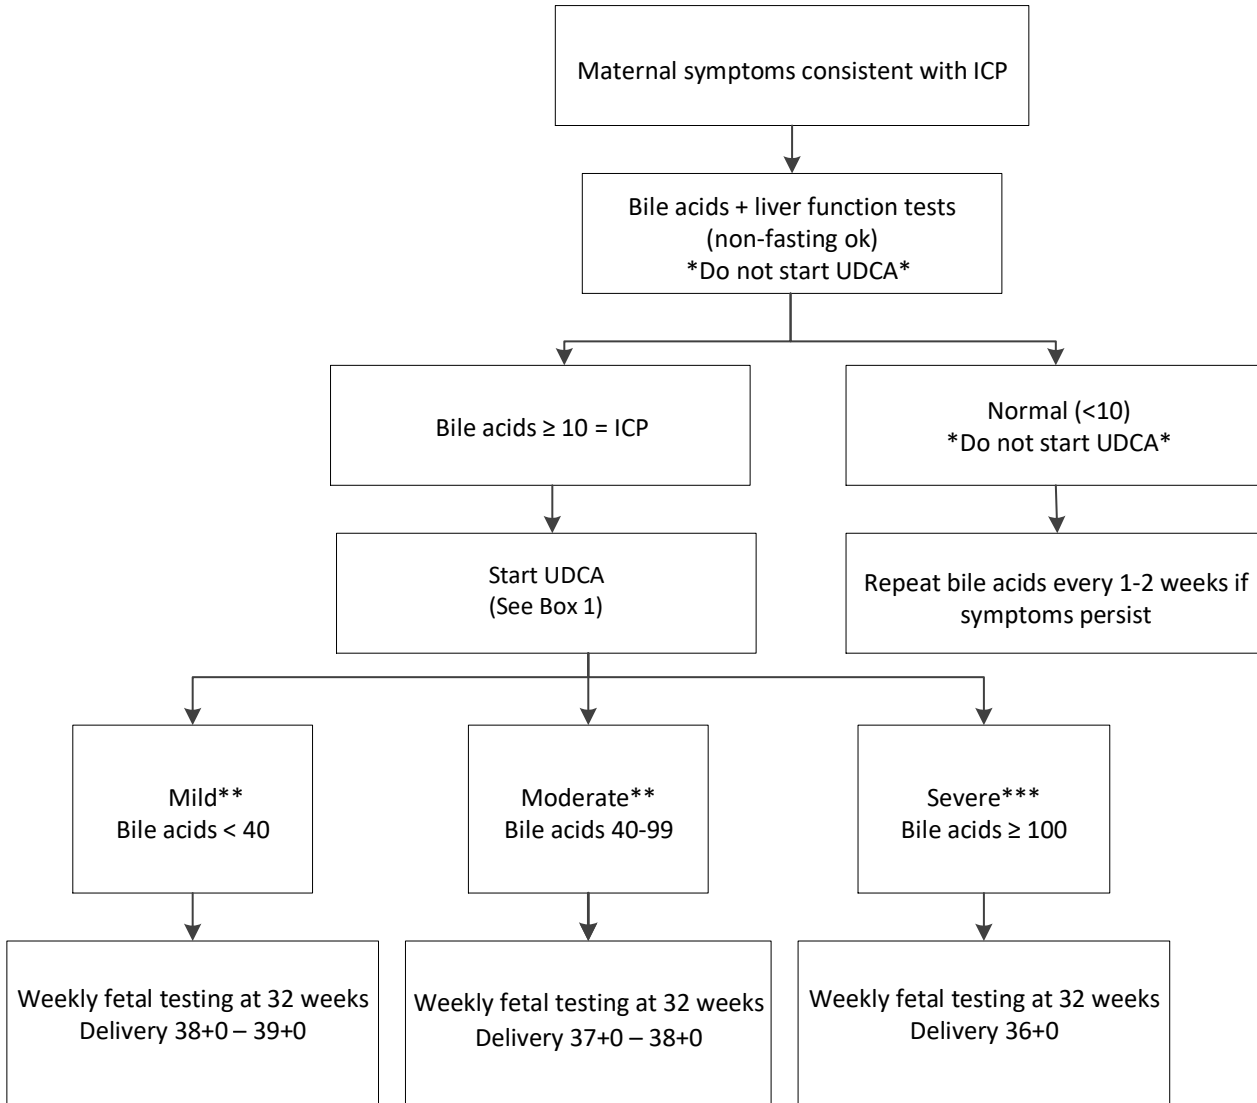 Maternal symptoms consistent with ICP
Bile acids + liver function tests
(non-fasting ok)
*Do not start UDCA*
Bile acids ≥ 10 = ICP
Normal (<10)
*Do not start UDCA*
Start UDCA
(See Box 1)
Repeat bile acids every 1-2 weeks if
symptoms persist
Mild**
Bile acids < 40
Moderate**
Bile acids 40-99
Severe***
Bile acids ≥ 100
Weekly fetal testing at 32 weeks
Delivery 38+0 – 39+0
Weekly fetal testing at 32 weeks
Delivery 37+0 – 38+0
Weekly fetal testing at 32 weeks
Delivery 36+0